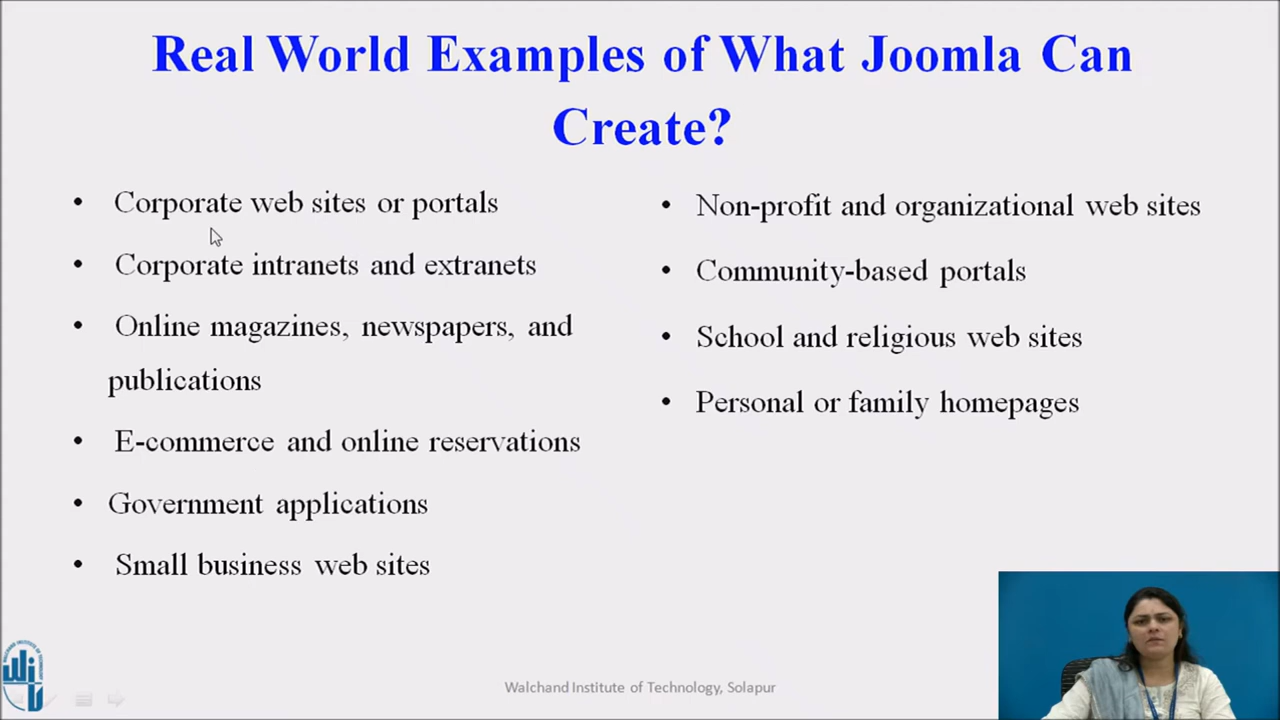 Real World Examples of What Joomla Can
Create?
• Corporate web sites or portals
• Corporate intranets and extranets
• Online magazines, newspapers, and
publications
• E-commerce and online reservations
• Government applications
• Small business web sites
• Non-profit and organizational web sites
• Community-based portals
• School and religious web sites
• Personal or family homepages
Walchand Institute of Technology, Solapur